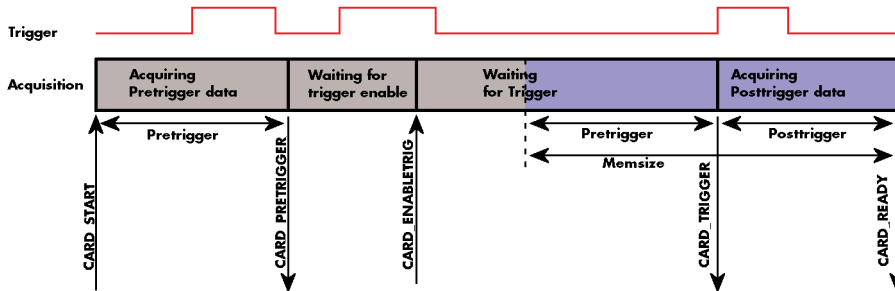 Trigger
Acquisition
Acquiring
Pretrigger data
Waiting for
trigger enable
Waiting
for Trigger
Acquiring
Posttrigger data
Pretrigger
Pretrigger
Posttrigger
Memsize
CARD_START
CARD_PRETRIGGER
CARD_ENABLETRIG
CARD_TRIGGER
CARD_READY